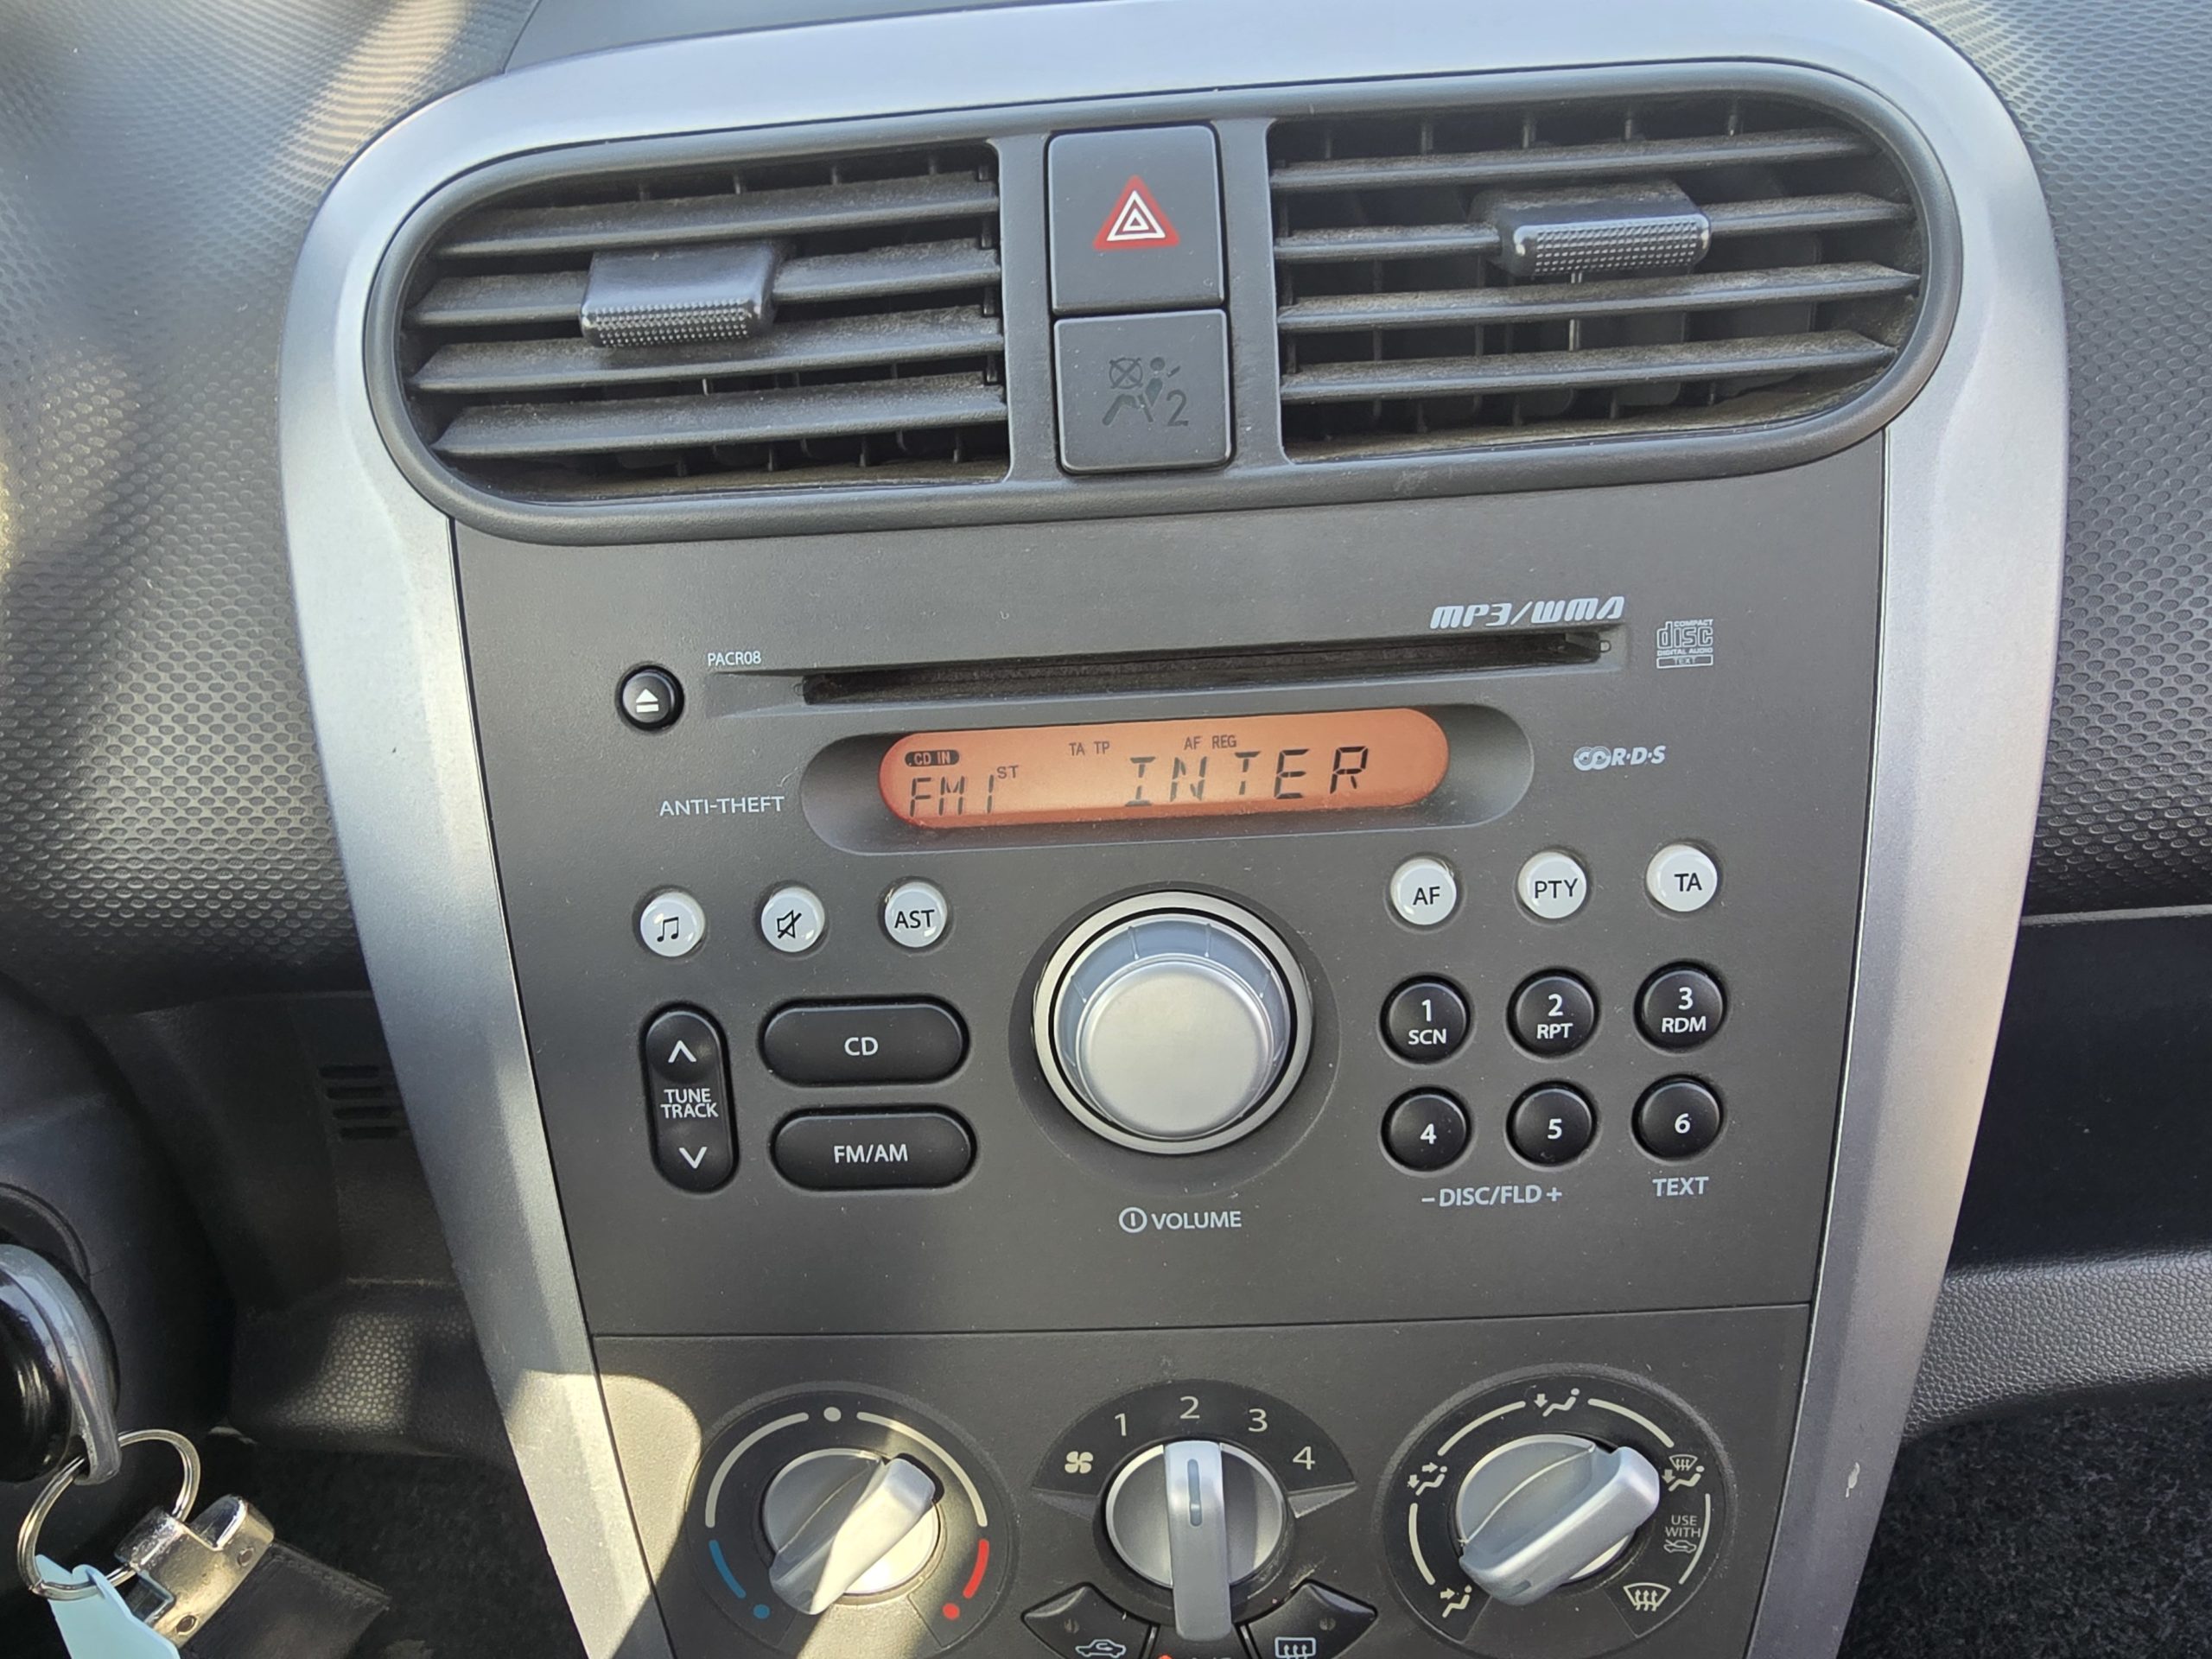 2
MP3/WMA
PACR08
COMPACT
disc
DIGITAL AUDIO
TEXT
CD IN
TA TP
AF REG
FM1
ST
INTER
R·D·S
ANTI-THEFT
AST
AF
PTY
TA
CD
1
SCN
2
RPT
3
RDM
TUNE
TRACK
FM/AM
4
5
6
– DISC/FLD +
TEXT
VOLUME
1
2
3
4
USE
WITH